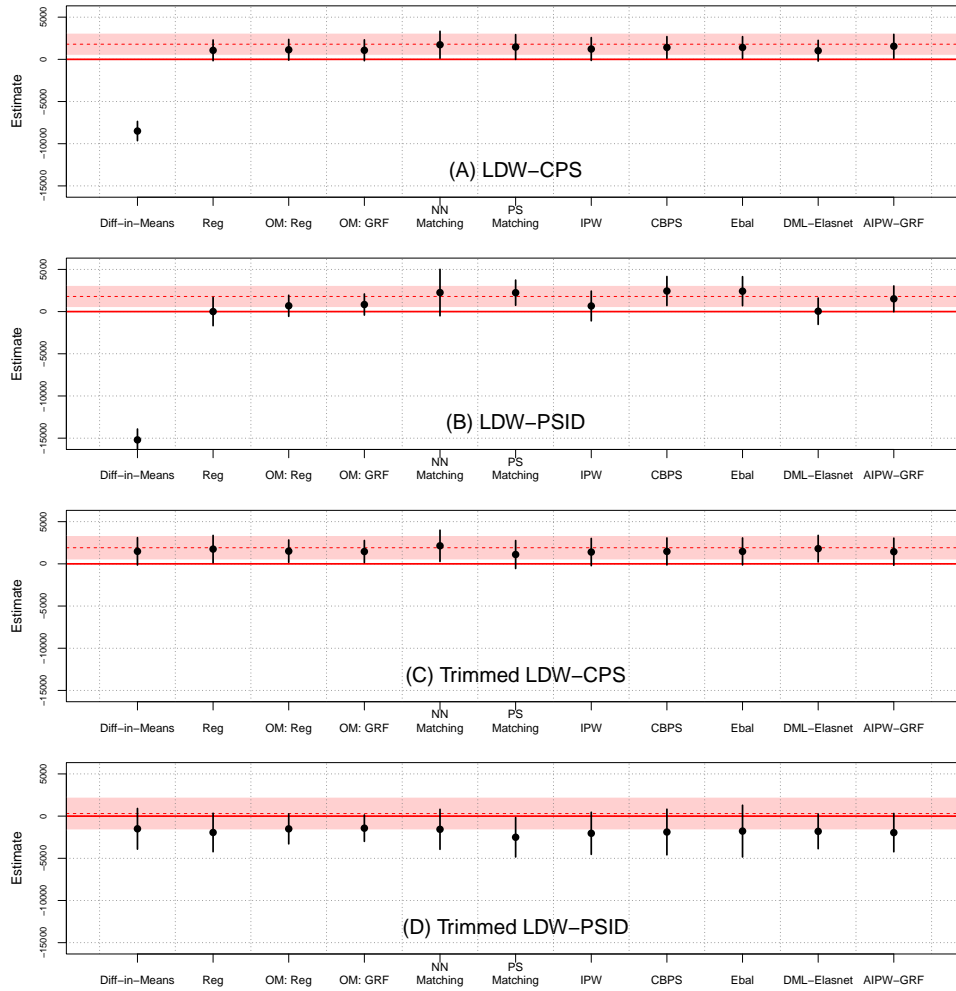 5000
0
-5000
-10000
-15000
Estimate
(A) LDW−CPS
Diff−in−Means Reg OM: Reg OM: GRF NN Matching PS Matching IPW CBPS Ebal DML−Elasnet AIPW−GRF
5000
0
-5000
-10000
-15000
Estimate
(B) LDW−PSID
Diff−in−Means Reg OM: Reg OM: GRF NN Matching PS Matching IPW CBPS Ebal DML−Elasnet AIPW−GRF
5000
0
-5000
-10000
-15000
Estimate
(C) Trimmed LDW−CPS
Diff−in−Means Reg OM: Reg OM: GRF NN Matching PS Matching IPW CBPS Ebal DML−Elasnet AIPW−GRF
5000
0
-5000
-10000
-15000
Estimate
(D) Trimmed LDW−PSID
Diff−in−Means Reg OM: Reg OM: GRF NN Matching PS Matching IPW CBPS Ebal DML−Elasnet AIPW−GRF